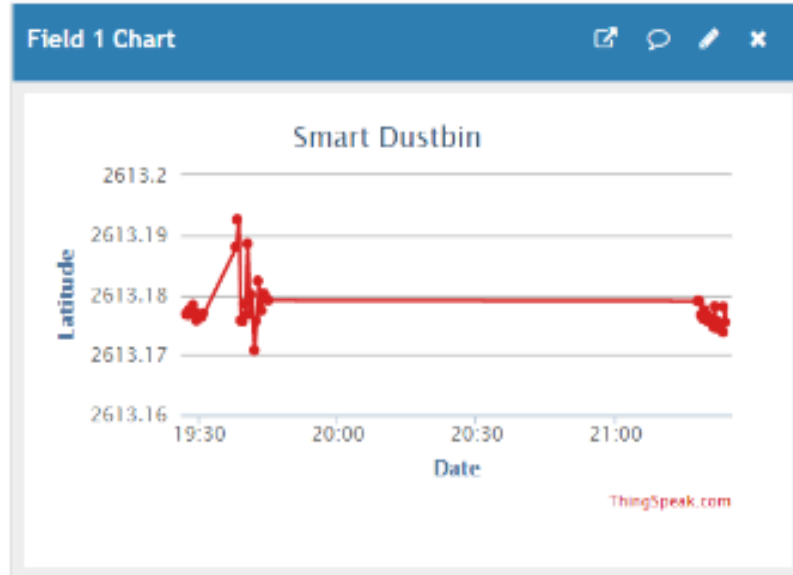 Field 1 Chart
Smart Dustbin
2613.2
2613.19
2613.18
2613.17
2613.16
Latitude
19:30 20:00 20:30 21:00
Date
ThingSpeak.com